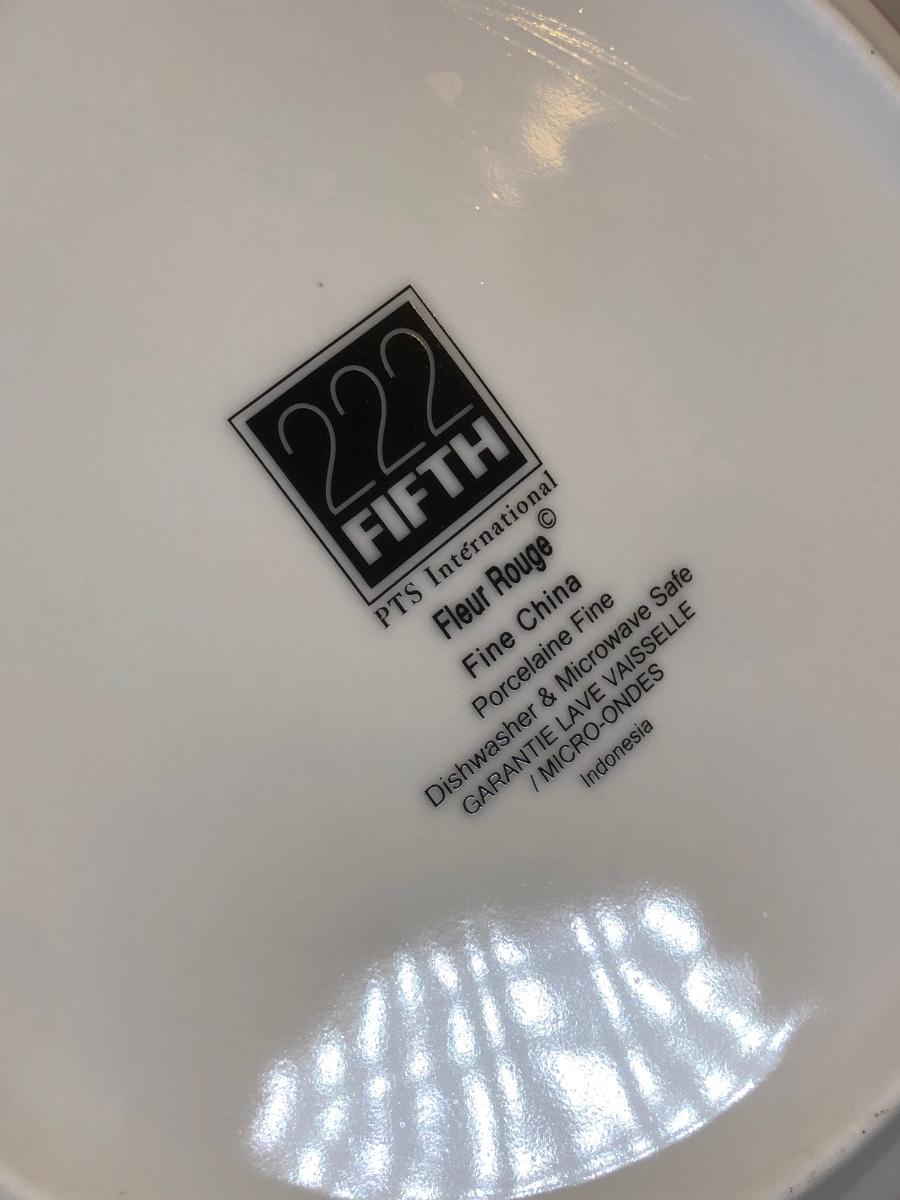 222
FIFTH
PTS International
Fleur Rouge©
Fine China
Porcelaine Fine
Dishwasher & Microwave Safe
GARANTIE LAVE VAISSELLE
/ MICRO-ONDES
Indonesia